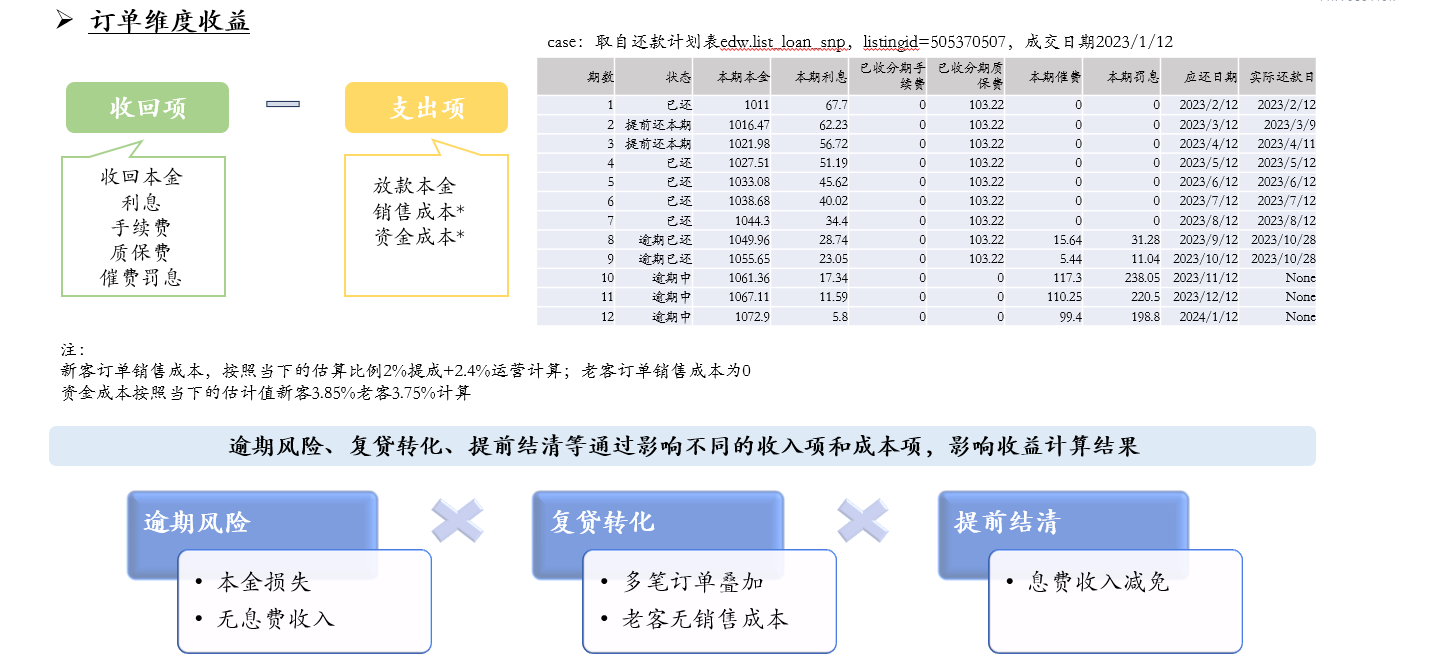 订单维度收益
case：取自还款计划表edw.list_loan_snp，listingid=505370507，成交日期2023/1/12
收回项
支出项
收回本金
利息
手续费
质保费
催费罚息
放款本金
销售成本*
资金成本*
期数 状态 本期本金 本期利息 已收分期手续费 已收分期质保费 本期催费 本期罚息 应还日期 实际还款日
1 已还 1011 67.7 0 103.22 0 0 2023/2/12 2023/2/12
2 提前还本期 1016.47 62.23 0 103.22 0 0 2023/3/12 2023/3/9
3 提前还本期 1021.98 56.72 0 103.22 0 0 2023/4/12 2023/4/11
4 已还 1027.51 51.19 0 103.22 0 0 2023/5/12 2023/5/12
5 已还 1033.08 45.62 0 103.22 0 0 2023/6/12 2023/6/12
6 已还 1038.68 40.02 0 103.22 0 0 2023/7/12 2023/7/12
7 已还 1044.3 34.4 0 103.22 0 0 2023/8/12 2023/8/12
8 逾期已还 1049.96 28.74 0 103.22 15.64 31.28 2023/9/12 2023/10/28
9 逾期已还 1055.65 23.05 0 103.22 5.44 11.04 2023/10/12 2023/10/28
10 逾期中 1061.36 17.34 0 0 117.3 238.05 2023/11/12 None
11 逾期中 1067.11 11.59 0 0 110.25 220.5 2023/12/12 None
12 逾期中 1072.9 5.8 0 0 99.4 198.8 2024/1/12 None
注：
新客订单销售成本，按照当下的估算比例2%提成+2.4%运营计算；老客订单销售成本为0
资金成本按照当下的估计值新客3.85%老客3.75%计算
逾期风险、复贷转化、提前结清等通过影响不同的收入项和成本项，影响收益计算结果
逾期风险
• 本金损失
• 无息费收入
复贷转化
• 多笔订单叠加
• 老客无销售成本
提前结清
• 息费收入减免